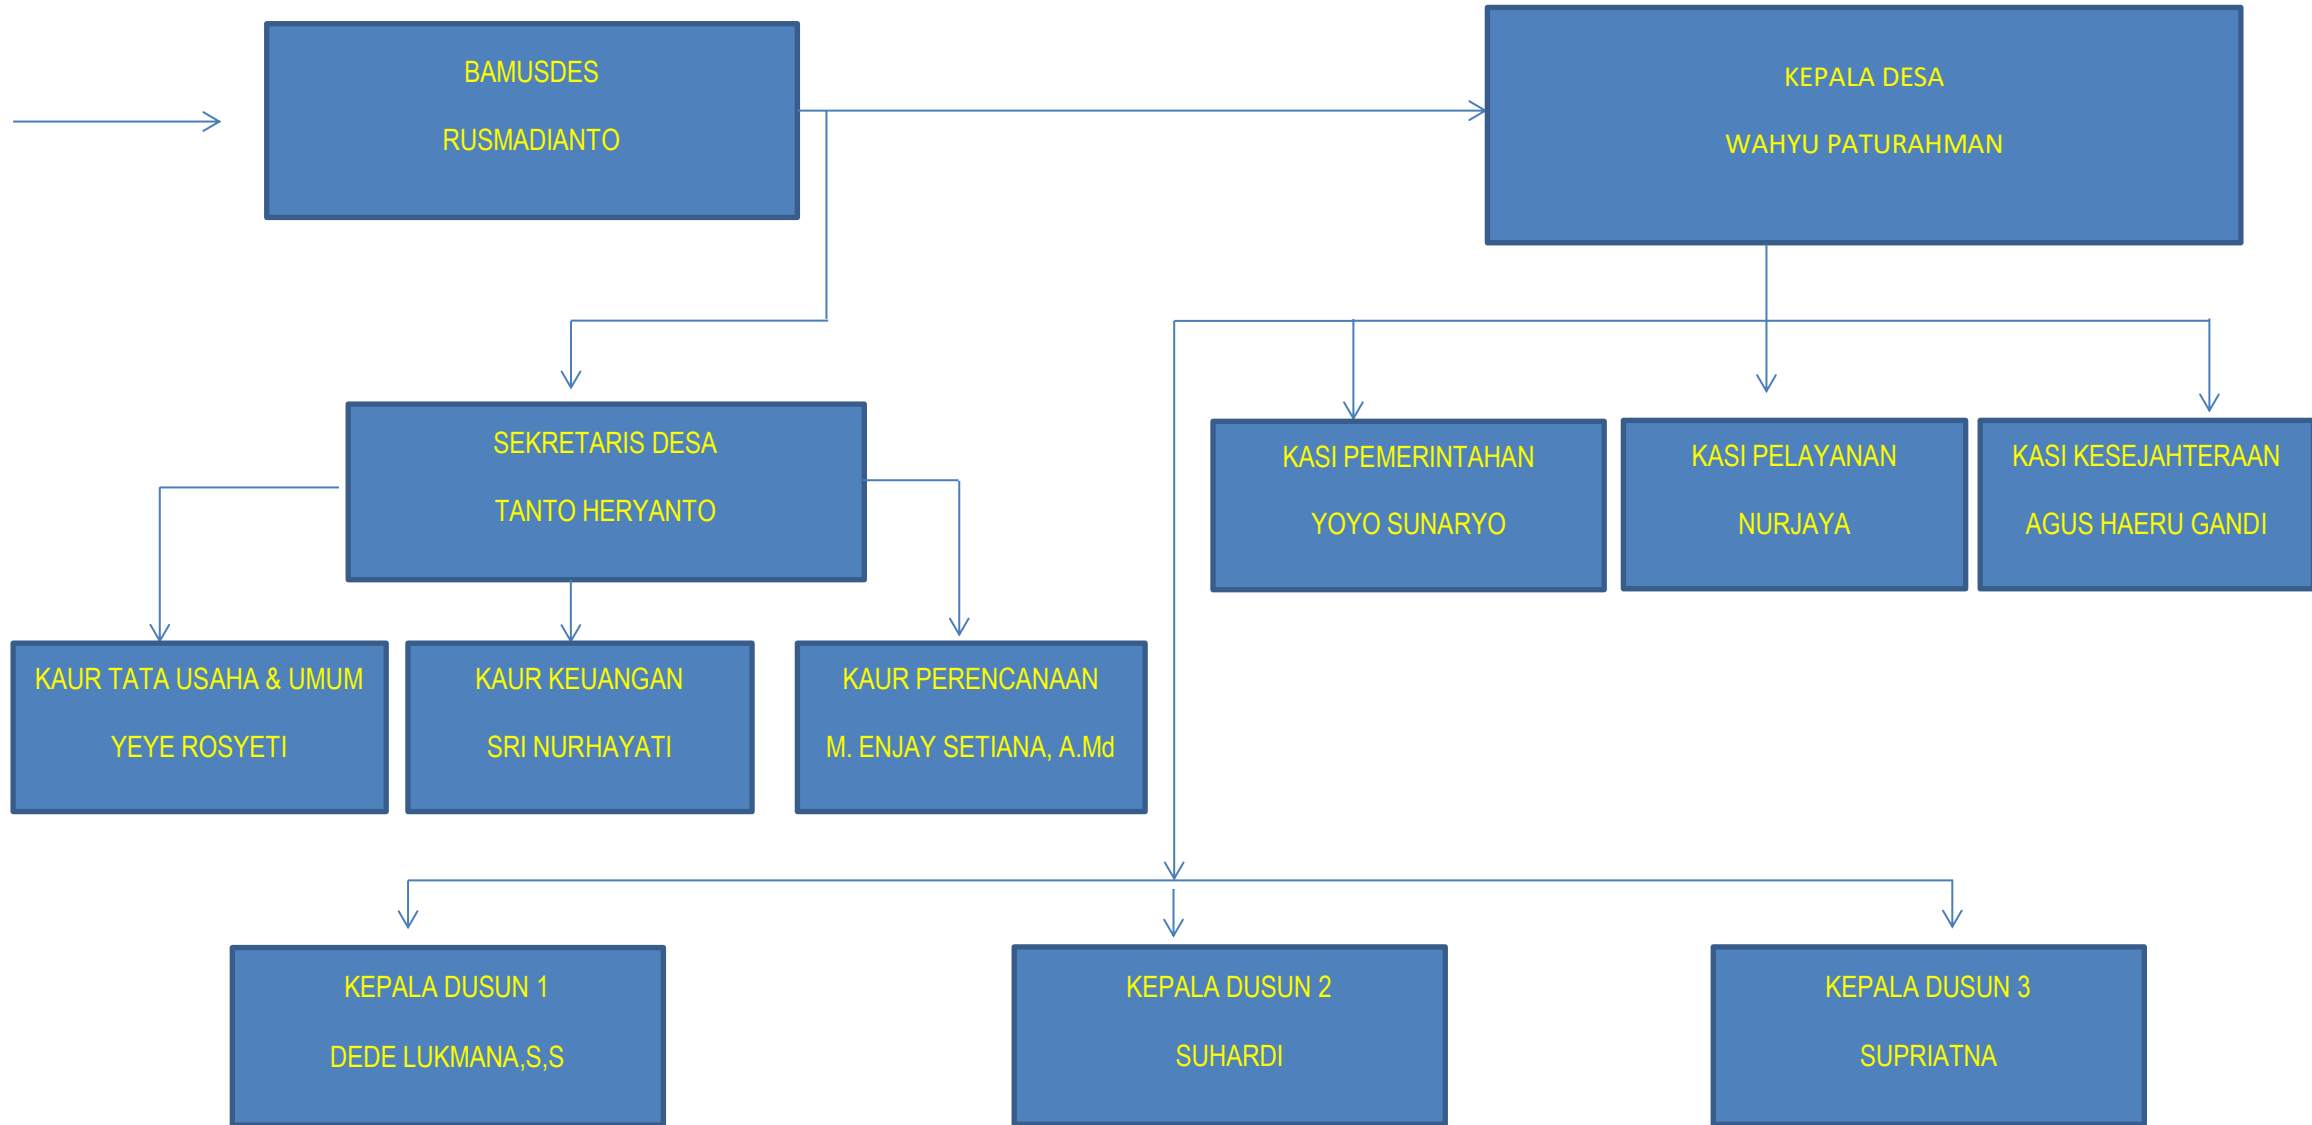 BAMUSDES
RUSMADIANTO
KEPALA DESA
WAHYU PATURAHMAN
SEKRETARIS DESA
TANTO HERYANTO
KASI PEMERINTAHAN
YOYO SUNARYO
KASI PELAYANAN
NURJAYA
KASI KESEJAHTERAAN
AGUS HAERU GANDI
KAUR TATA USAHA & UMUM
YEYE ROSYETI
KAUR KEUANGAN
SRI NURHAYATI
KAUR PERENCANAAN
M. ENJAY SETIANA, A.Md
KEPALA DUSUN 1
DEDE LUKMANA,S,S
KEPALA DUSUN 2
SUHARDI
KEPALA DUSUN 3
SUPRIATNA